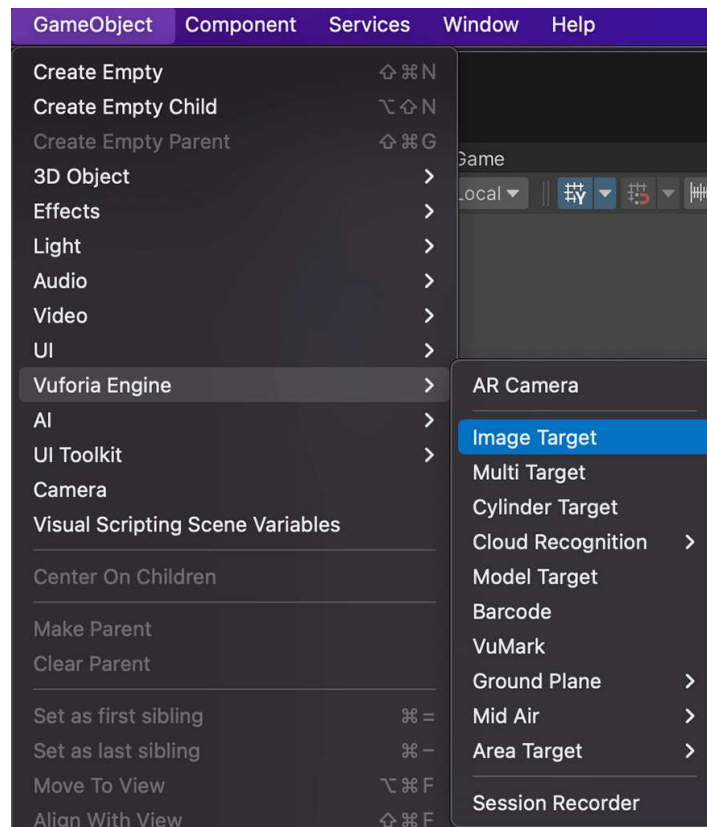 GameObject Component Services Window Help
Create Empty ⇧⌘N
Create Empty Child ⌥⇧N
Create Empty Parent ⇧⌘G
3D Object
Effects
Light
Audio
Video
UI
Vuforia Engine
AI
UI Toolkit
Camera
Visual Scripting Scene Variables
Center On Children
Make Parent
Clear Parent
Set as first sibling ⌘=
Set as last sibling ⌘−
Move To View ⌥⌘F
Align With View ⇧⌘F
Game
Local
AR Camera
Image Target
Multi Target
Cylinder Target
Cloud Recognition
Model Target
Barcode
VuMark
Ground Plane
Mid Air
Area Target
Session Recorder